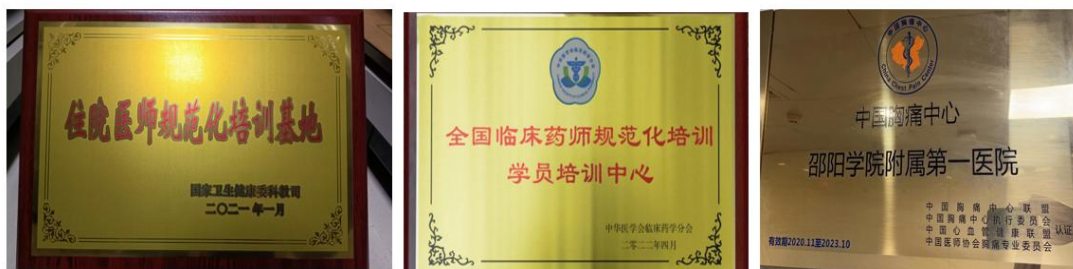 住院医师规范化培训基地
国家卫生健康委科教司
二〇二一年一月
全国临床药师规范化培训
学员培训中心
中华医学会临床药学分会
二零二二年四月
中国胸痛中心
China Chest Pain Center
中国胸痛中心
邵阳学院附属第一医院
中国胸痛中心联盟
中国胸痛中心执行委员会
中国心血管健康联盟
中国医师协会胸痛专业委员会
认证
有效期2020.11至2023.10